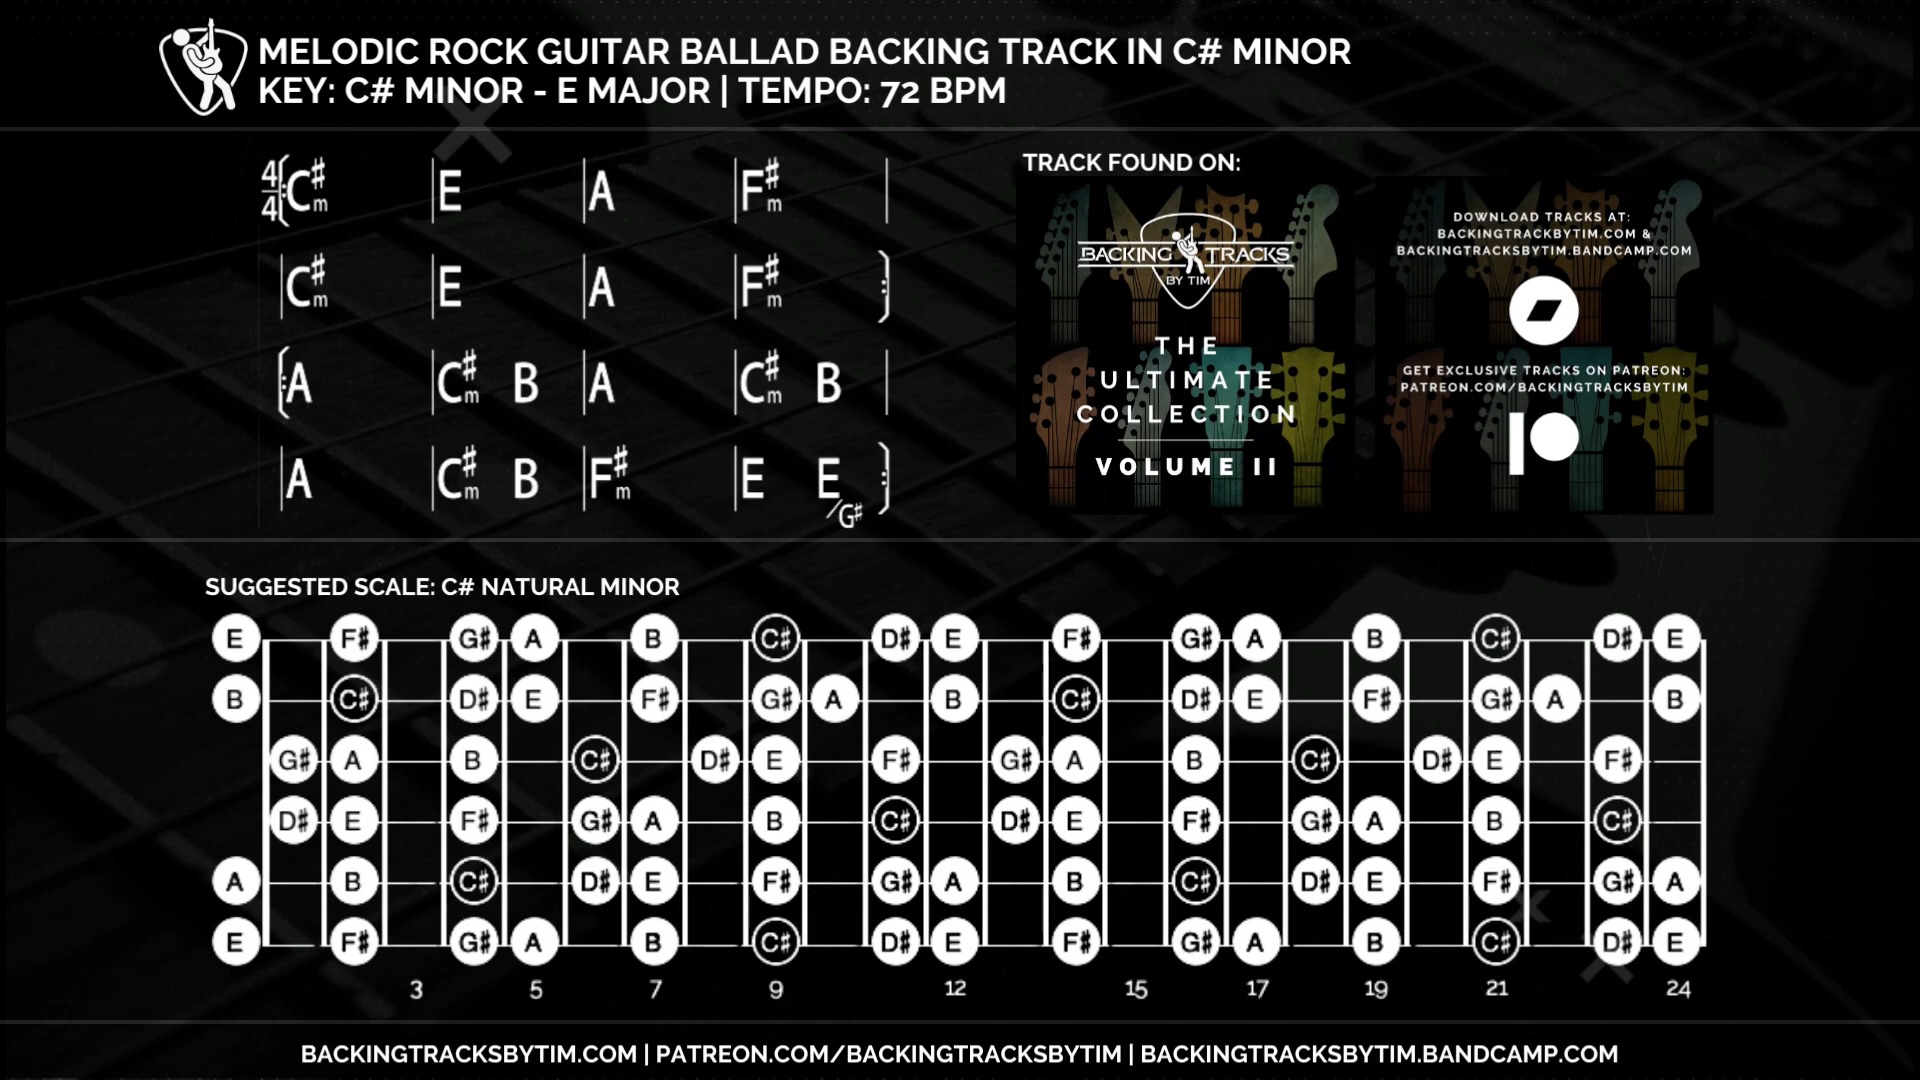 MELODIC ROCK GUITAR BALLAD BACKING TRACK IN C# MINOR
KEY: C# MINOR - E MAJOR | TEMPO: 72 BPM
4/4 C#m E A F#m
C#m E A F#m
A C#m B A C#m B
A C#m B F#m E E/G#
TRACK FOUND ON:
BACKING TRACKS
BY TIM
THE
ULTIMATE
COLLECTION
VOLUME II
DOWNLOAD TRACKS AT:
BACKINGTRACKBYTIM.COM &
BACKINGTRACKSBYTIM.BANDCAMP.COM
GET EXCLUSIVE TRACKS ON PATREON:
PATREON.COM/BACKINGTRACKSBYTIM
SUGGESTED SCALE: C# NATURAL MINOR
E F# G# A B C# D# E F# G# A B C# D# E
B C# D# E F# G# A B C# D# E F# G# A B
G# A B C# D# E F# G# A B C# D# E F#
D# E F# G# A B C# D# E F# G# A B C#
A B C# D# E F# G# A B C# D# E F# G# A
E F# G# A B C# D# E F# G# A B C# D# E
3 5 7 9 12 15 17 19 21 24
BACKINGTRACKSBYTIM.COM | PATREON.COM/BACKINGTRACKSBYTIM | BACKINGTRACKSBYTIM.BANDCAMP.COM